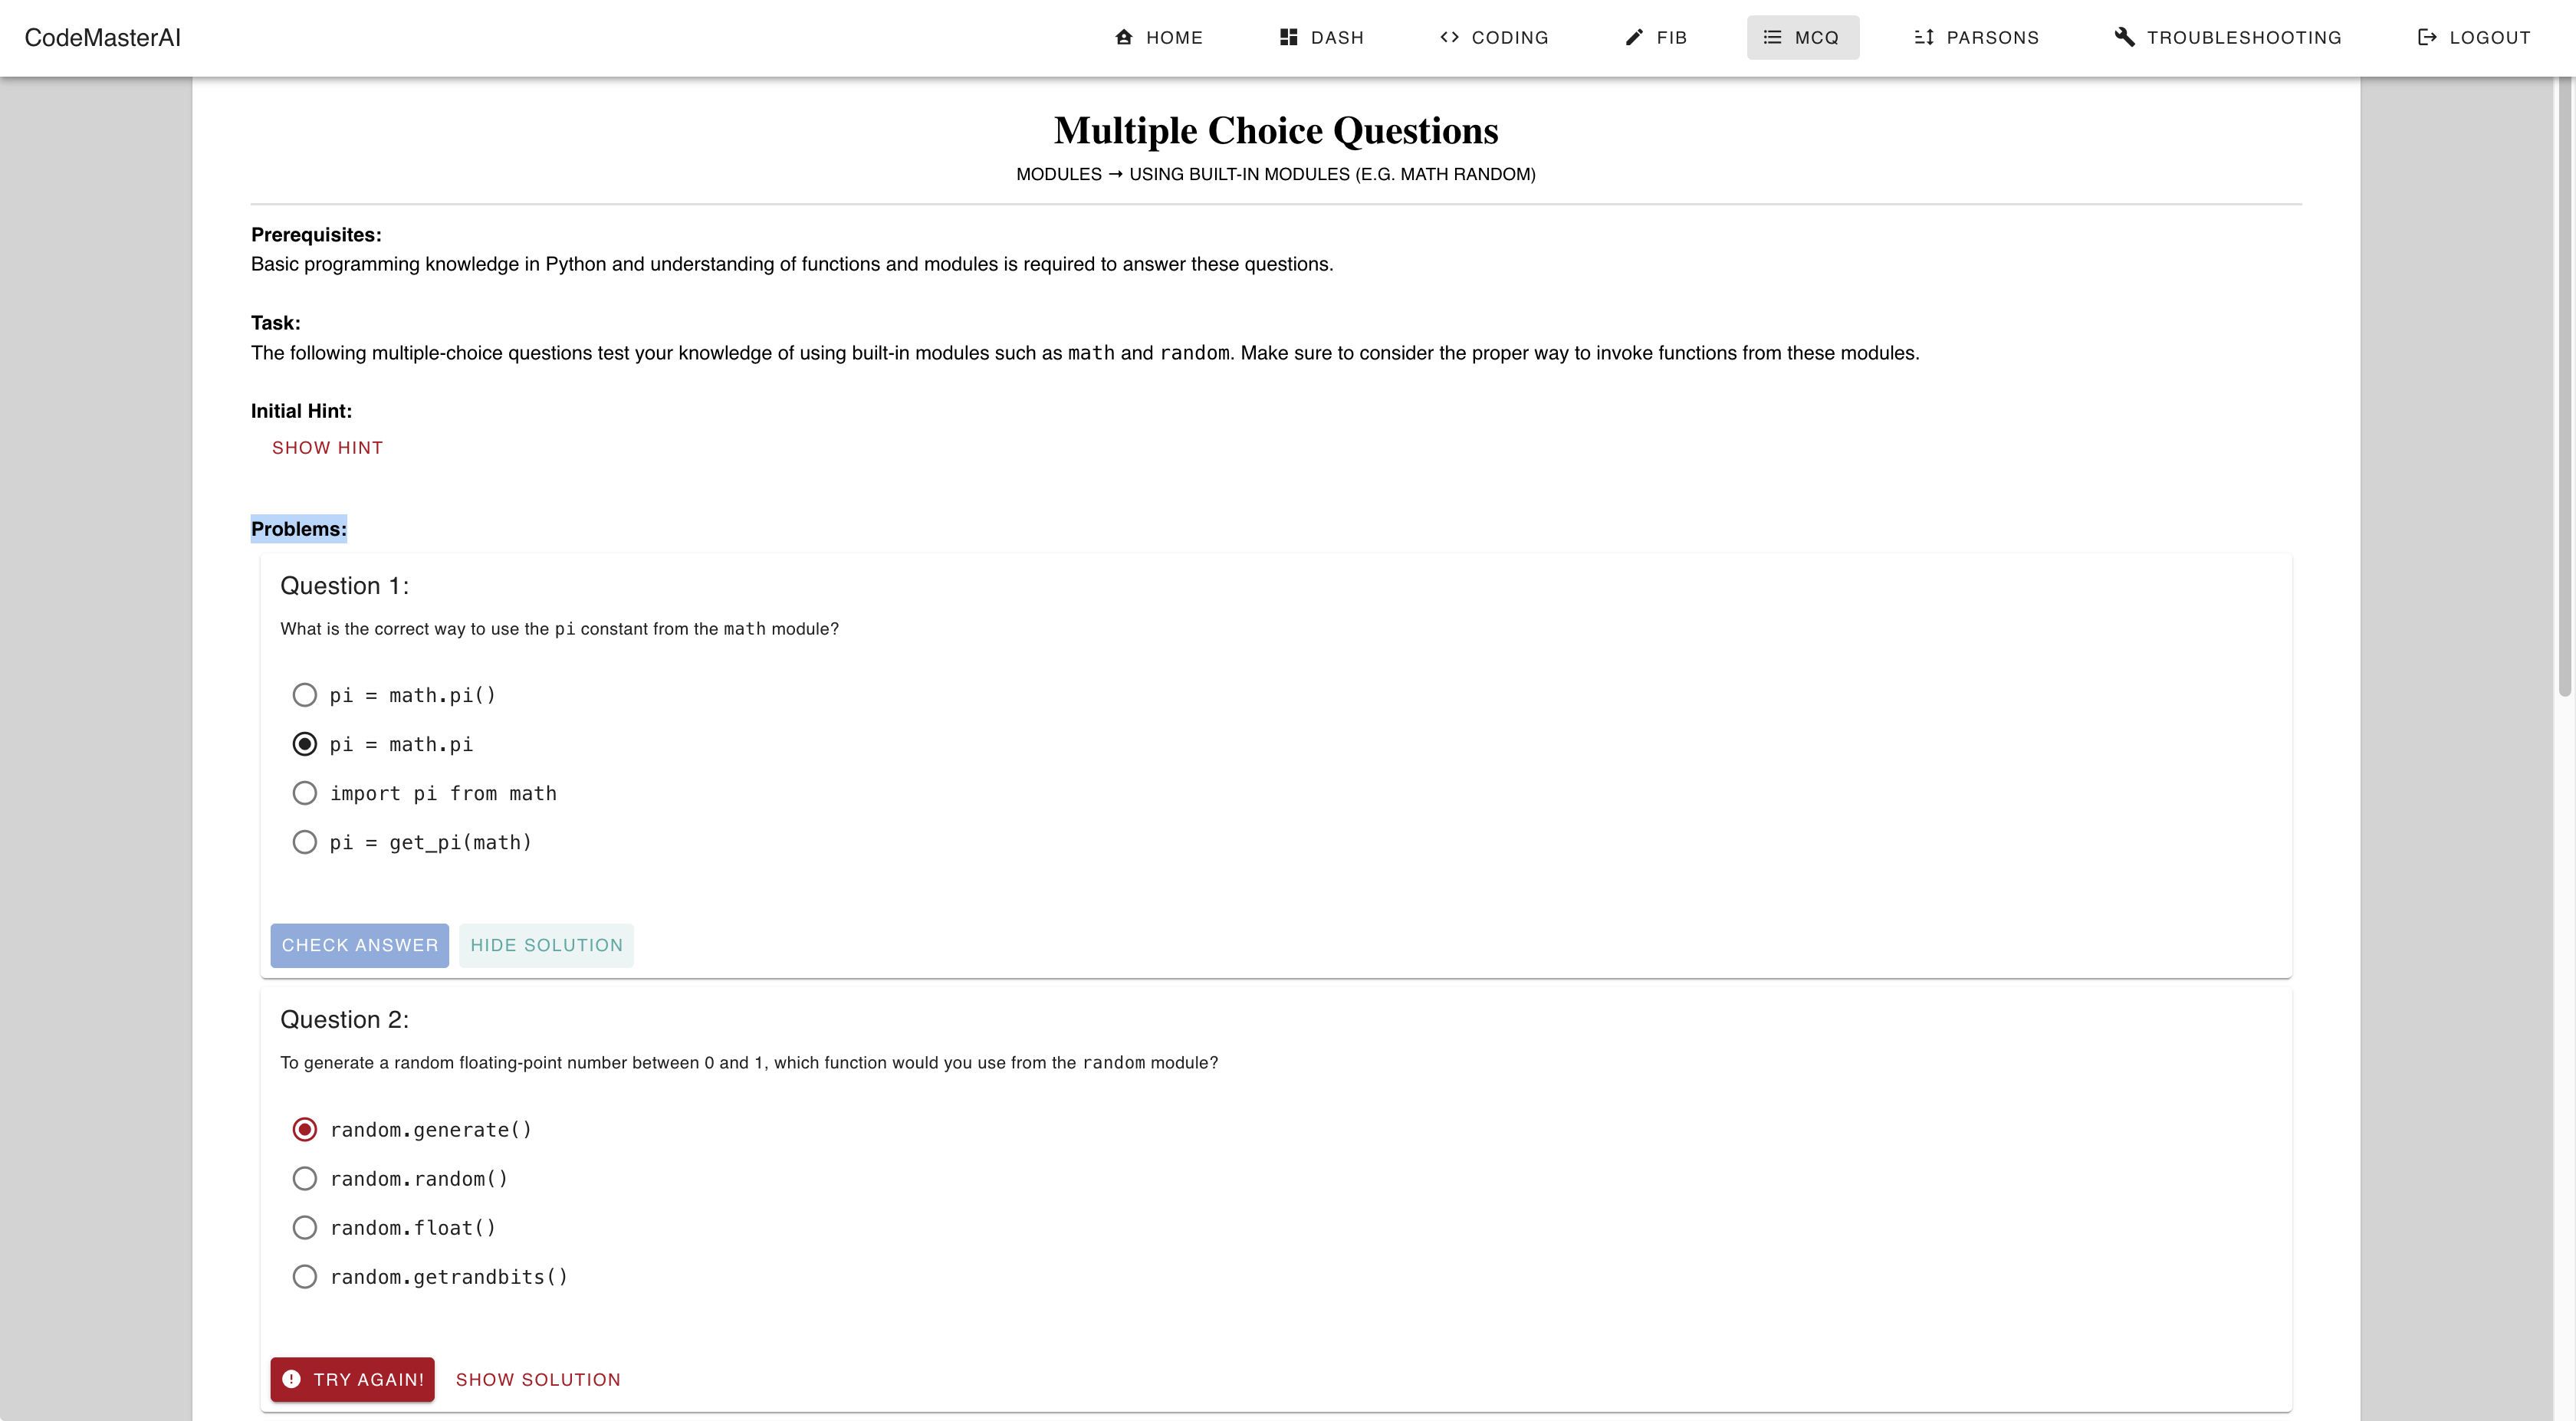 CodeMasterAI
HOME
DASH
CODING
FIB
MCQ
PARSONS
TROUBLESHOOTING
LOGOUT
Multiple Choice Questions
MODULES → USING BUILT-IN MODULES (E.G. MATH RANDOM)
Prerequisites:
Basic programming knowledge in Python and understanding of functions and modules is required to answer these questions.
Task:
The following multiple-choice questions test your knowledge of using built-in modules such as math and random. Make sure to consider the proper way to invoke functions from these modules.
Initial Hint:
SHOW HINT
Problems:
Question 1:
What is the correct way to use the pi constant from the math module?
pi = math.pi()
pi = math.pi
import pi from math
pi = get_pi(math)
CHECK ANSWER HIDE SOLUTION
Question 2:
To generate a random floating-point number between 0 and 1, which function would you use from the random module?
random.generate()
random.random()
random.float()
random.getrandbits()
TRY AGAIN! SHOW SOLUTION